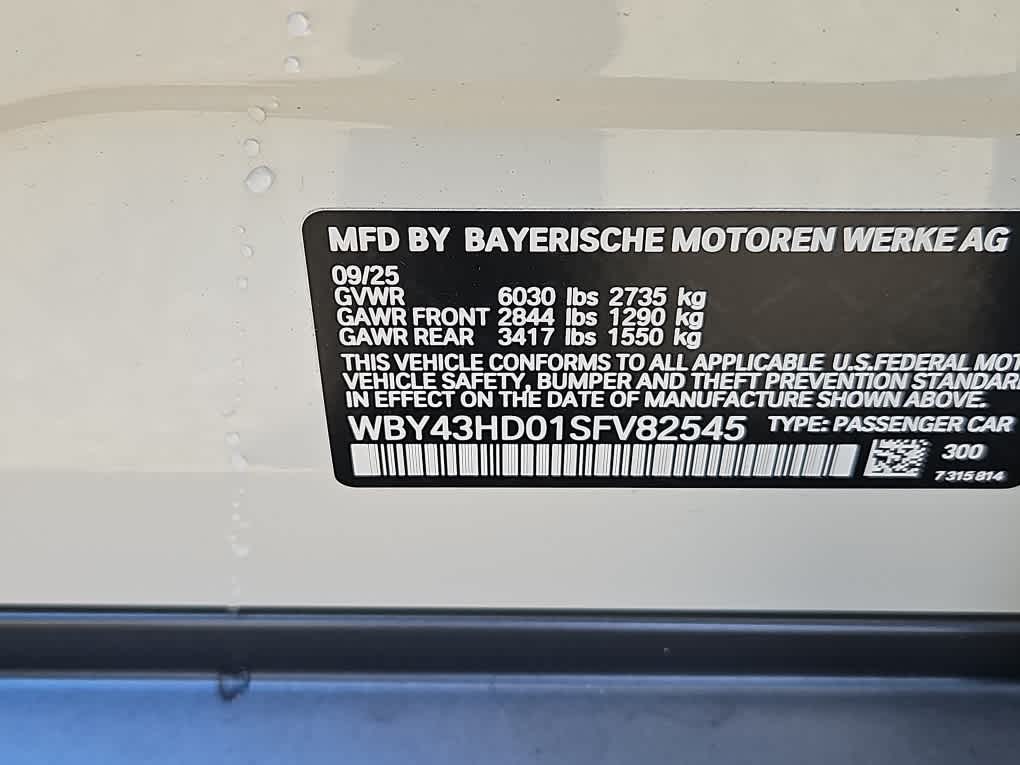 MFD BY BAYERISCHE MOTOREN WERKE AG
09/25
GVWR 6030 lbs 2735 kg
GAWR FRONT 2844 lbs 1290 kg
GAWR REAR 3417 lbs 1550 kg
THIS VEHICLE CONFORMS TO ALL APPLICABLE U.S.FEDERAL MOT
VEHICLE SAFETY, BUMPER AND THEFT PREVENTION STANDAR
IN EFFECT ON THE DATE OF MANUFACTURE SHOWN ABOVE.
WBY43HD01SFV82545 TYPE: PASSENGER CAR
300
7315814